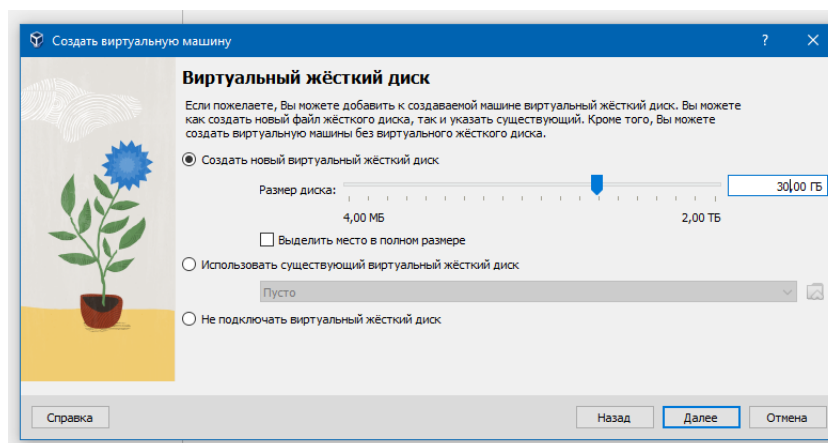 Создать виртуальную машину
Виртуальный жёсткий диск
Если пожелаете, Вы можете добавить к создаваемой машине виртуальный жёсткий диск. Вы можете
как создать новый файл жёсткого диска, так и указать существующий. Кроме того, Вы можете
создать виртуальную машины без виртуального жёсткого диска.
Создать новый виртуальный жёсткий диск
Размер диска: 30,00 ГБ
4,00 МБ 2,00 ТБ
Выделить место в полном размере
Использовать существующий виртуальный жёсткий диск
Пусто
Не подключать виртуальный жёсткий диск
Справка Назад Далее Отмена